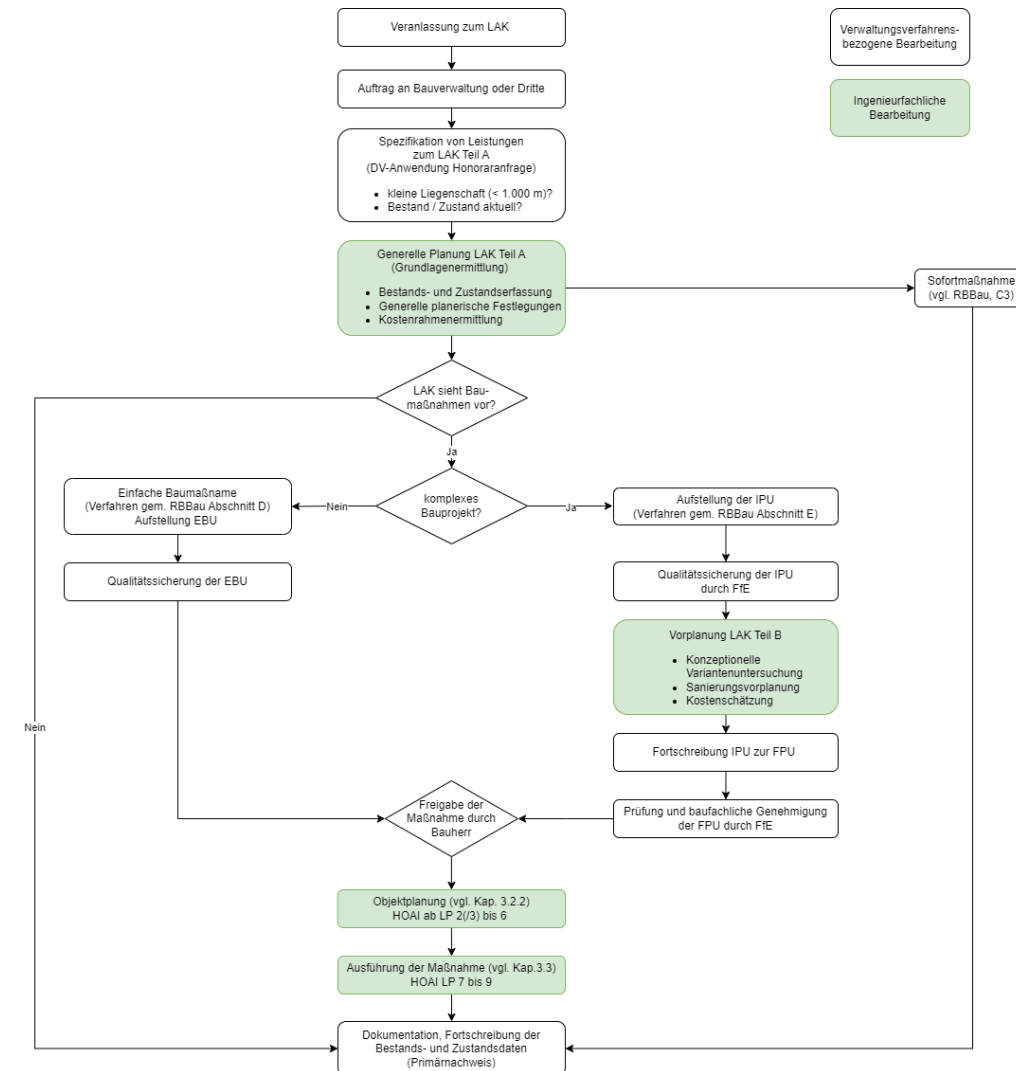 Veranlassung zum LAK
Verwaltungsverfahrens-
bezogene Bearbeitung
Auftrag an Bauverwaltung oder Dritte
Ingenieurfachliche
Bearbeitung
Spezifikation von Leistungen
zum LAK Teil A
(DV-Anwendung Honoraranfrage)
• kleine Liegenschaft (< 1.000 m)?
• Bestand / Zustand aktuell?
Generelle Planung LAK Teil A
(Grundlagenermittlung)
• Bestands- und Zustandserfassung
• Generelle planerische Festlegungen
• Kostenrahmenermittlung
Sofortmaßnahme
(vgl. RBBau, C3)
LAK sieht Bau-
maßnahmen vor?
Ja
Einfache Baumaßname
(Verfahren gem. RBBau Abschnitt D)
Aufstellung EBU
Nein
komplexes
Bauprojekt?
Ja
Aufstellung der IPU
(Verfahren gem. RBBau Abschnitt E)
Qualitätssicherung der EBU
Qualitätssicherung der IPU
durch FfE
Vorplanung LAK Teil B
• Konzeptionelle
Variantenuntersuchung
• Sanierungsvorplanung
• Kostenschätzung
Nein
Fortschreibung IPU zur FPU
Freigabe der
Maßnahme durch
Bauherr
Prüfung und baufachliche Genehmigung
der FPU durch FfE
Objektplanung (vgl. Kap. 3.2.2)
HOAI ab LP 2(/3) bis 6
Ausführung der Maßnahme (vgl. Kap.3.3)
HOAI LP 7 bis 9
Dokumentation, Fortschreibung der
Bestands- und Zustandsdaten
(Primärnachweis)